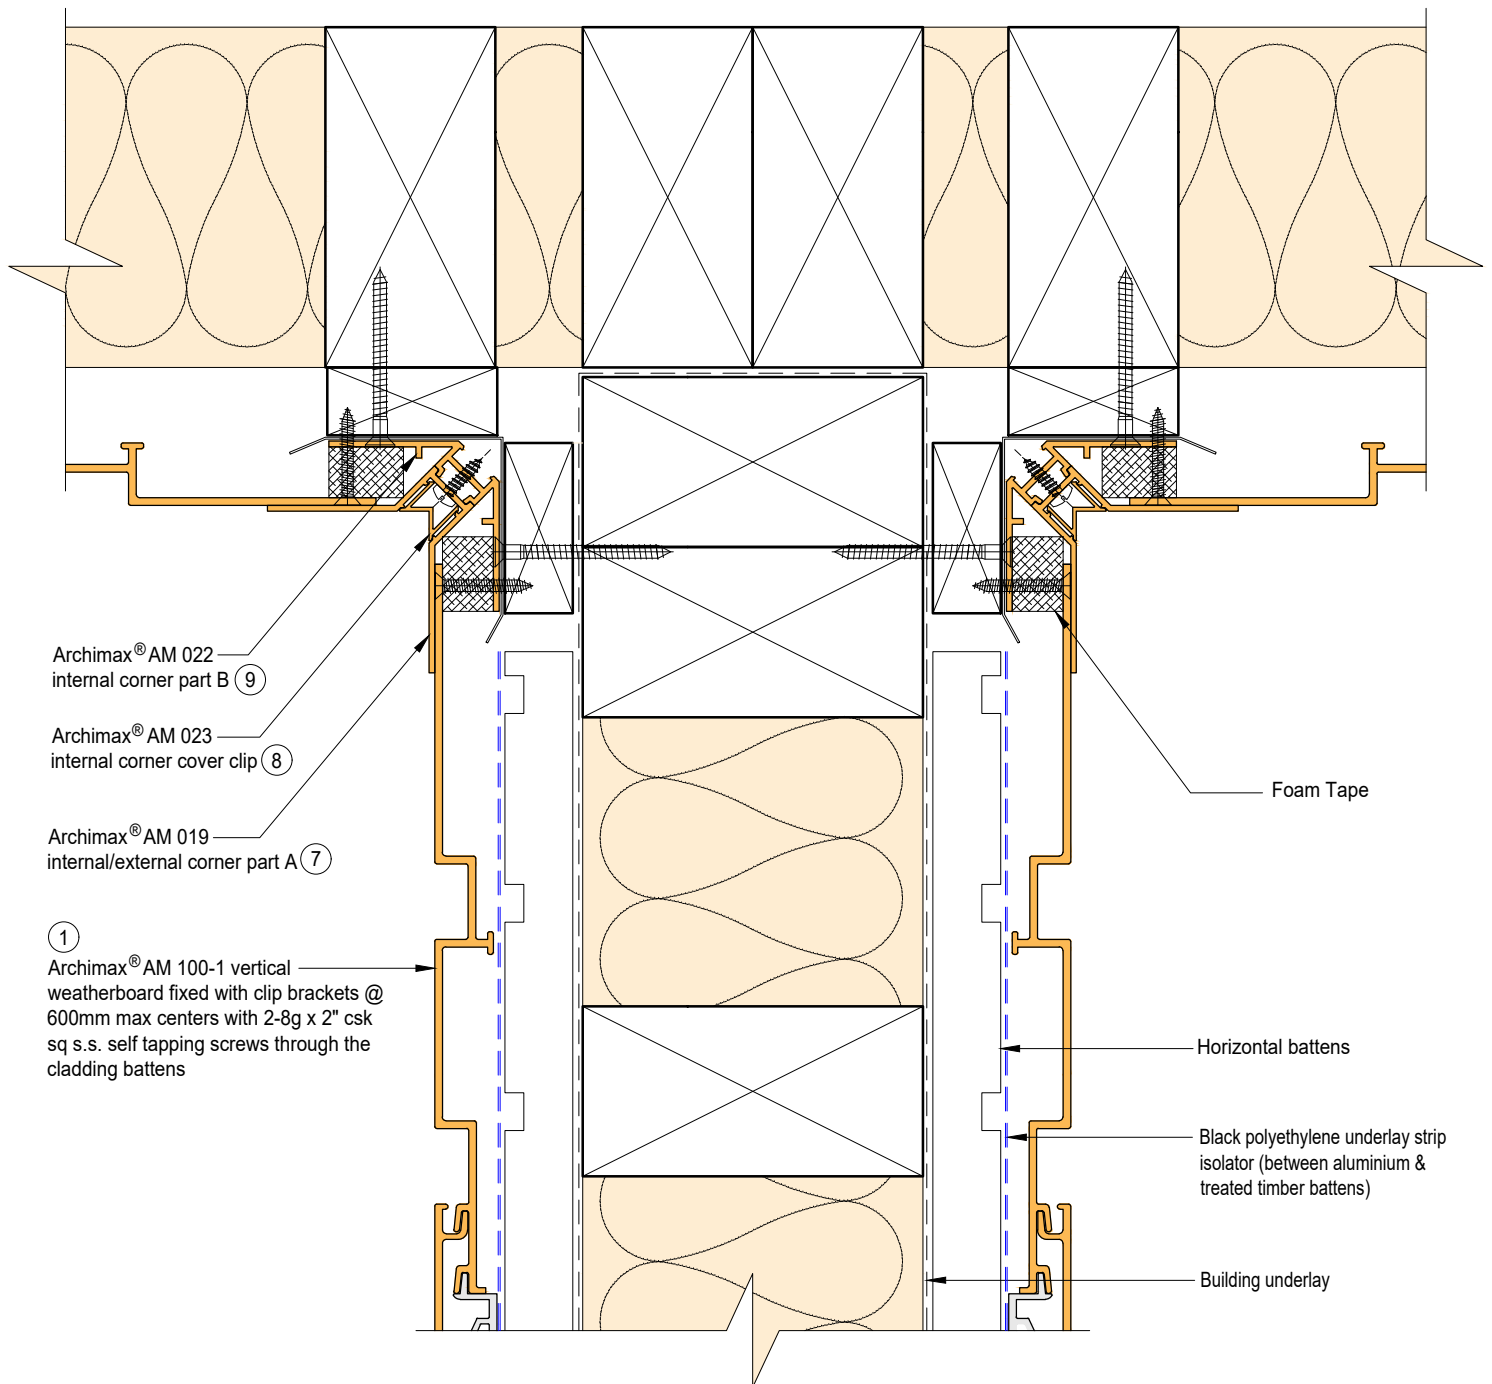 Archimax® AM 022
internal corner part B 9
Archimax® AM 023
internal corner cover clip 8
Archimax® AM 019
internal/external corner part A 7
1
Archimax® AM 100-1 vertical
weatherboard fixed with clip brackets @
600mm max centers with 2-8g x 2" csk
sq s.s. self tapping screws through the
cladding battens
Foam Tape
Horizontal battens
Black polyethylene underlay strip
isolator (between aluminium &
treated timber battens)
Building underlay